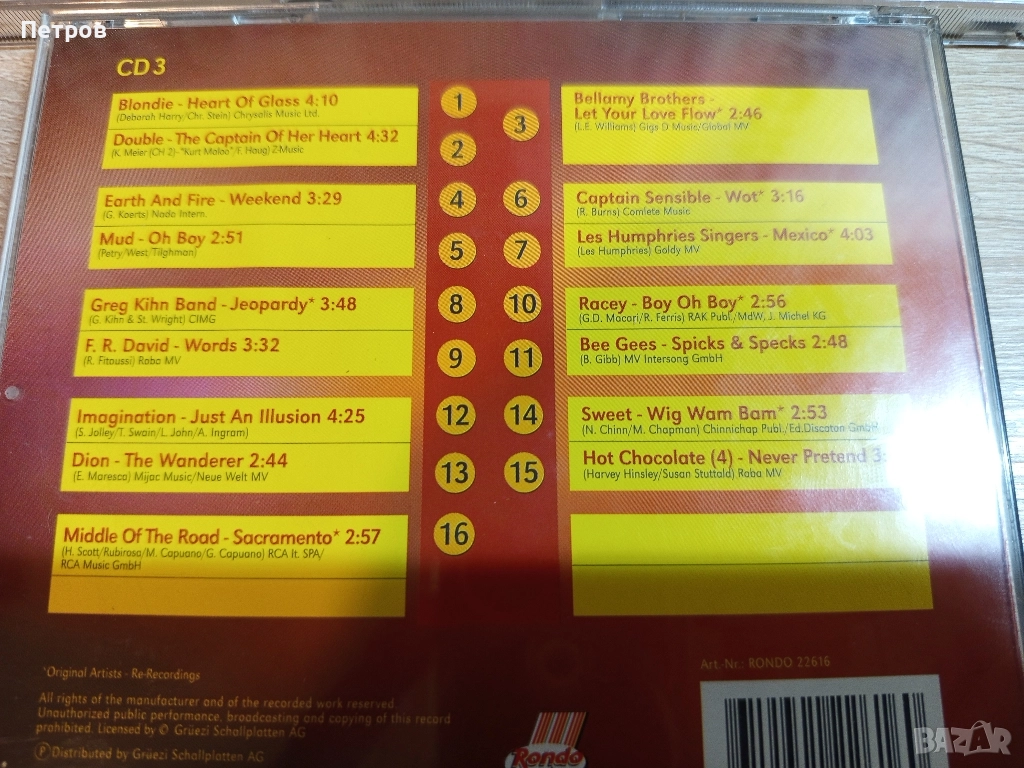 Петров
CD 3
Blondie - Heart Of Glass 4:10
(Deborah Harry/Chr. Stein) Chrysalis Music Ltd.
Double - The Captain Of Her Heart 4:32
(K. Meier (CH 2)-"Kurt Maloo"/F. Haug) Z-Music
1
2
3
Bellamy Brothers -
Let Your Love Flow* 2:46
(L.E. Williams) Gigs D Music/Global MV
Earth And Fire - Weekend 3:29
(G. Koerts) Nada Intern.
Mud - Oh Boy 2:51
(Petty/West/Tilghman)
4
5
6
7
Captain Sensible - Wot* 3:16
(R. Burns) Comlete Music
Les Humphries Singers - Mexico* 4:03
(Les Humphries) Goldy MV
Greg Kihn Band - Jeopardy* 3:48
(G. Kihn & St. Wright) CIMG
F. R. David - Words 3:32
(R. Fitoussi) Roba MV
8
9
10
11
Racey - Boy Oh Boy* 2:56
(G.D. Macari/R. Ferris) RAK Publ./MdW, J. Michel KG
Bee Gees - Spicks & Specks 2:48
(B. Gibb) MV Intersong GmbH
Imagination - Just An Illusion 4:25
(S. Jolley/T. Swain/L. John/A. Ingram)
Dion - The Wanderer 2:44
(E. Maresca) Mijac Music/Neue Welt MV
12
13
14
15
Sweet - Wig Wam Bam* 2:53
(N. Chinn/M. Chapman) Chinnichap Publ./Ed.Discoton GmbH
Hot Chocolate (4) - Never Pretend 3:
(Harvey Hinsley/Susan Stuttald) Roba MV
Middle Of The Road - Sacramento* 2:57
(H. Scott/Rubirosa/M. Capuano/G. Capuano) RCA It. SPA/
RCA Music GmbH
16
*Original Artists - Re-Recordings
All rights of the manufacturer and of the recorded work reserved
Unauthorized public performance, broadcasting and copying of this record
prohibited. Licensed by © Grüezi Schallplatten AG
℗ Distributed by Grüezi Schallplatten AG
Rondo
Art.-Nr.: RONDO 22616
BAZAR